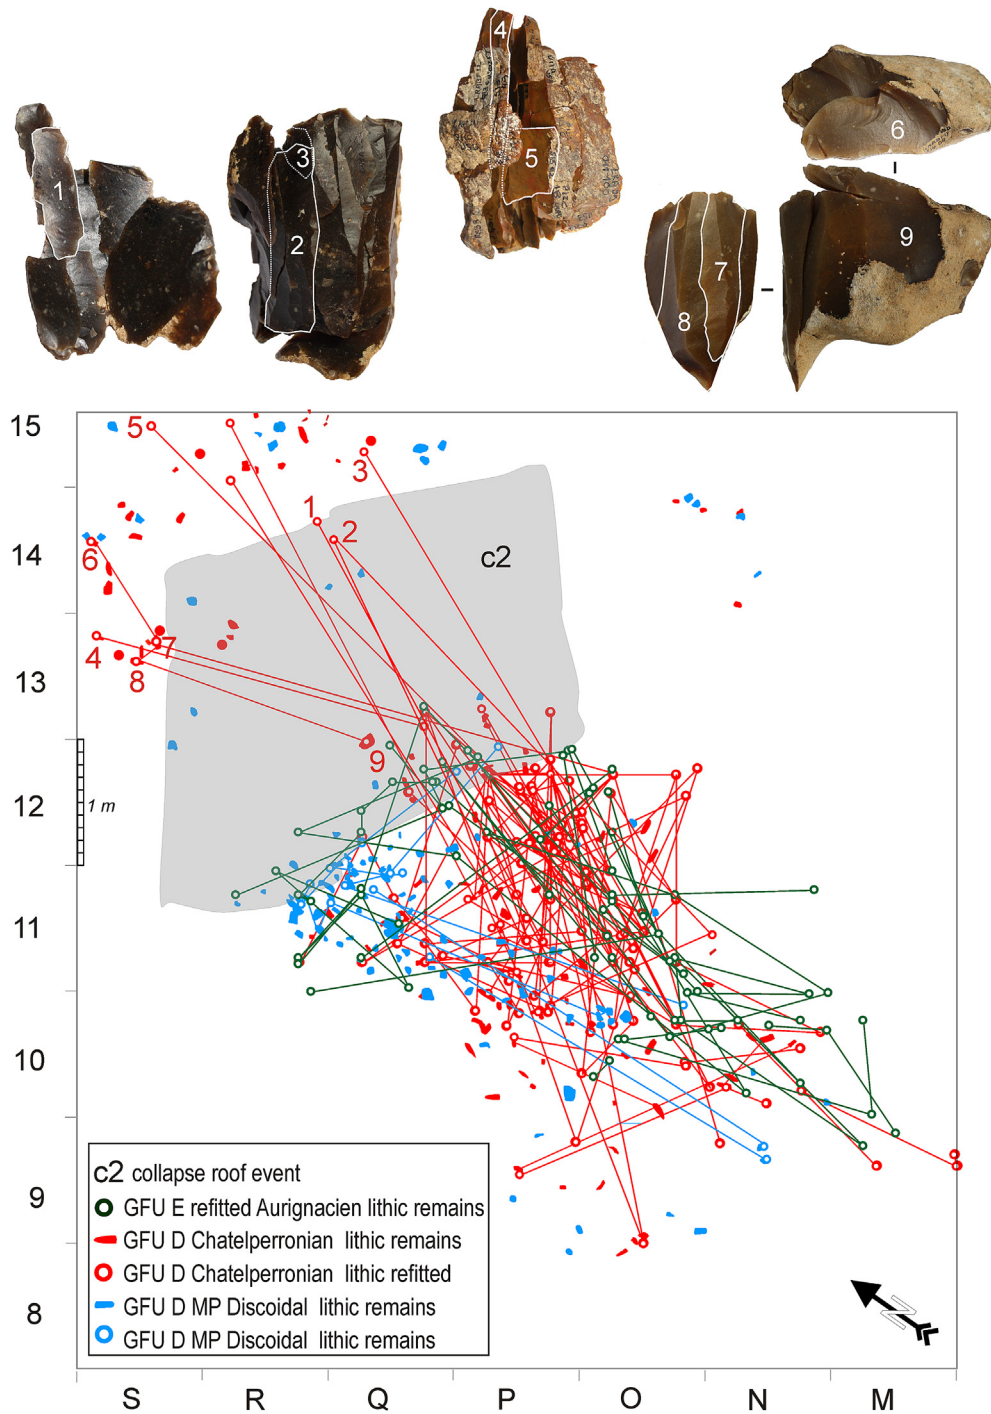 4
3
1
2
5
6
9
7
8
15
5
3
1
2
c2
14
6
7
4
8
13
9
12
1 m
11
10
c2 collapse roof event
GFU E refitted Aurignacien lithic remains
9
GFU D Chatelperronian lithic remains
GFU D Chatelperronian lithic refitted
GFU D MP Discoidal lithic remains
8
GFU D MP Discoidal lithic remains
N
S R Q P O N M